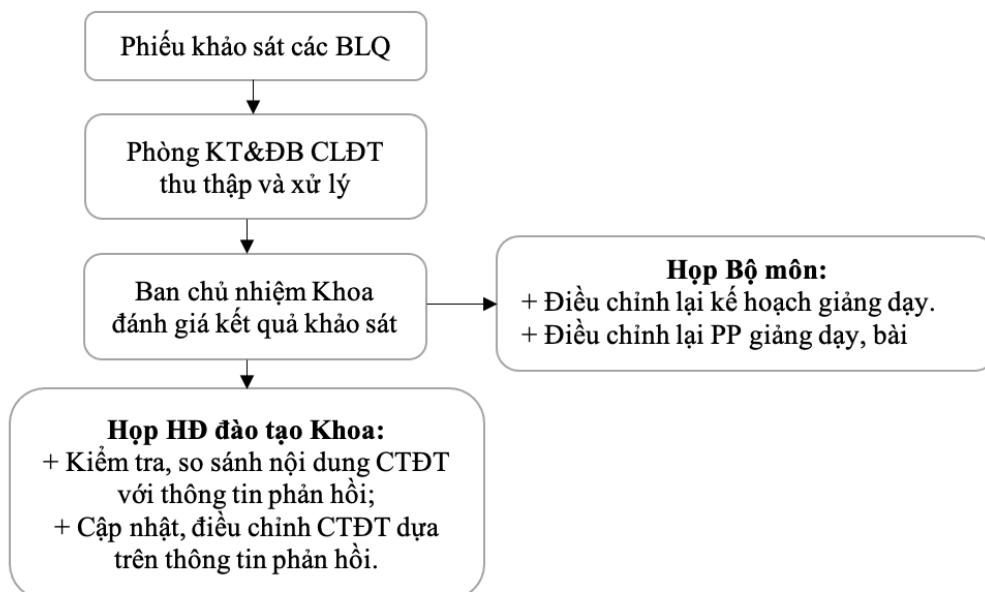 Phiếu khảo sát các BLQ
Phòng KT&ĐB CLĐT
thu thập và xử lý
Ban chủ nhiệm Khoa
đánh giá kết quả khảo sát
Họp Bộ môn:
+ Điều chỉnh lại kế hoạch giảng dạy.
+ Điều chỉnh lại PP giảng dạy, bài
Họp HĐ đào tạo Khoa:
+ Kiểm tra, so sánh nội dung CTĐT
với thông tin phản hồi;
+ Cập nhật, điều chỉnh CTĐT dựa
trên thông tin phản hồi.